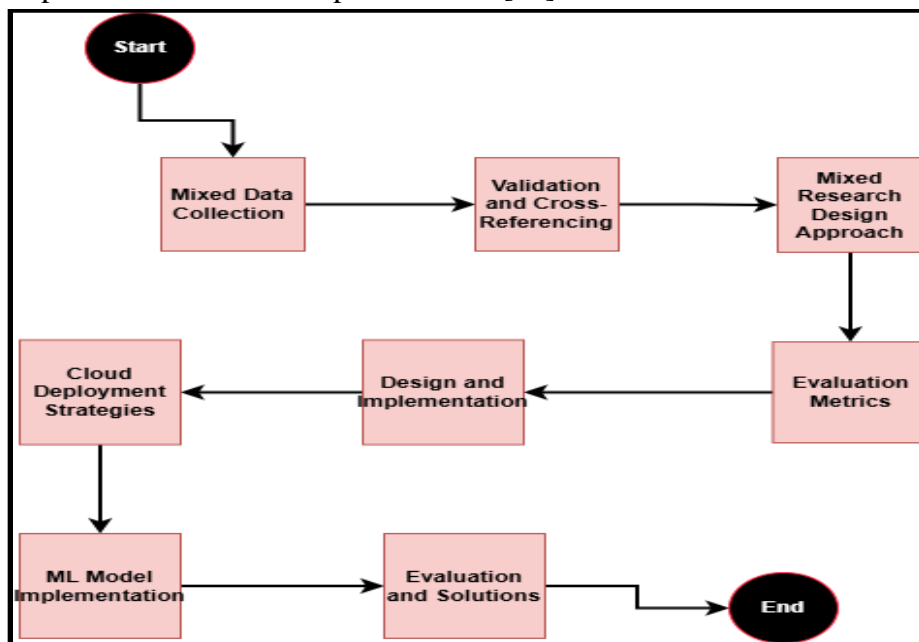 Start
Mixed Data
Collection
Validation
and Cross-
Referencing
Mixed
Research
Design
Approach
Cloud
Deployment
Strategies
Design and
Implementation
Evaluation
Metrics
ML Model
Implementation
Evaluation
and Solutions
End